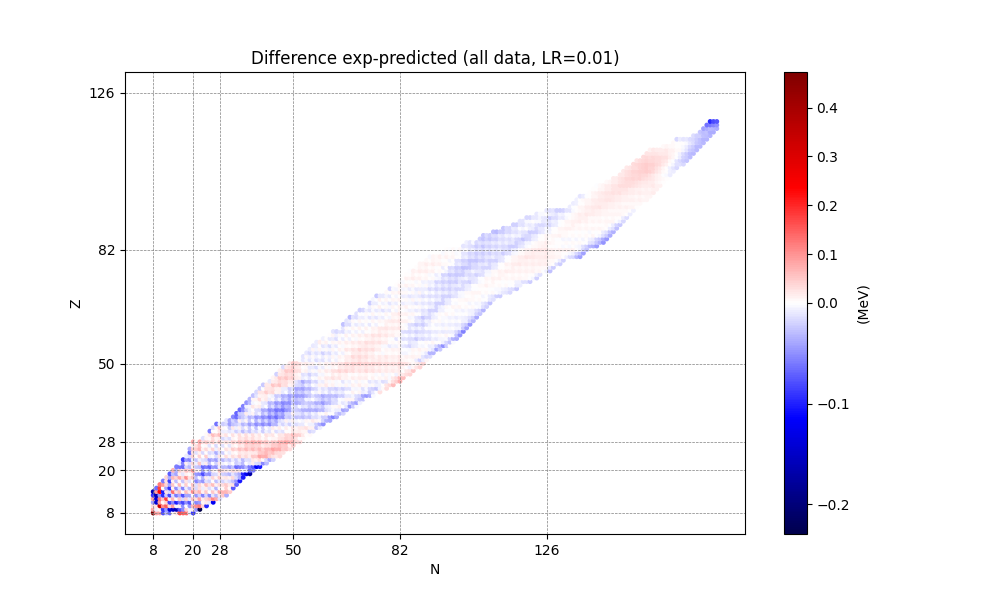 Difference exp-predicted (all data, LR=0.01)
126
82
50
28
20
8
Z
8 20 28 50 82 126
N
0.4
0.3
0.2
0.1
0.0
−0.1
−0.2
(MeV)